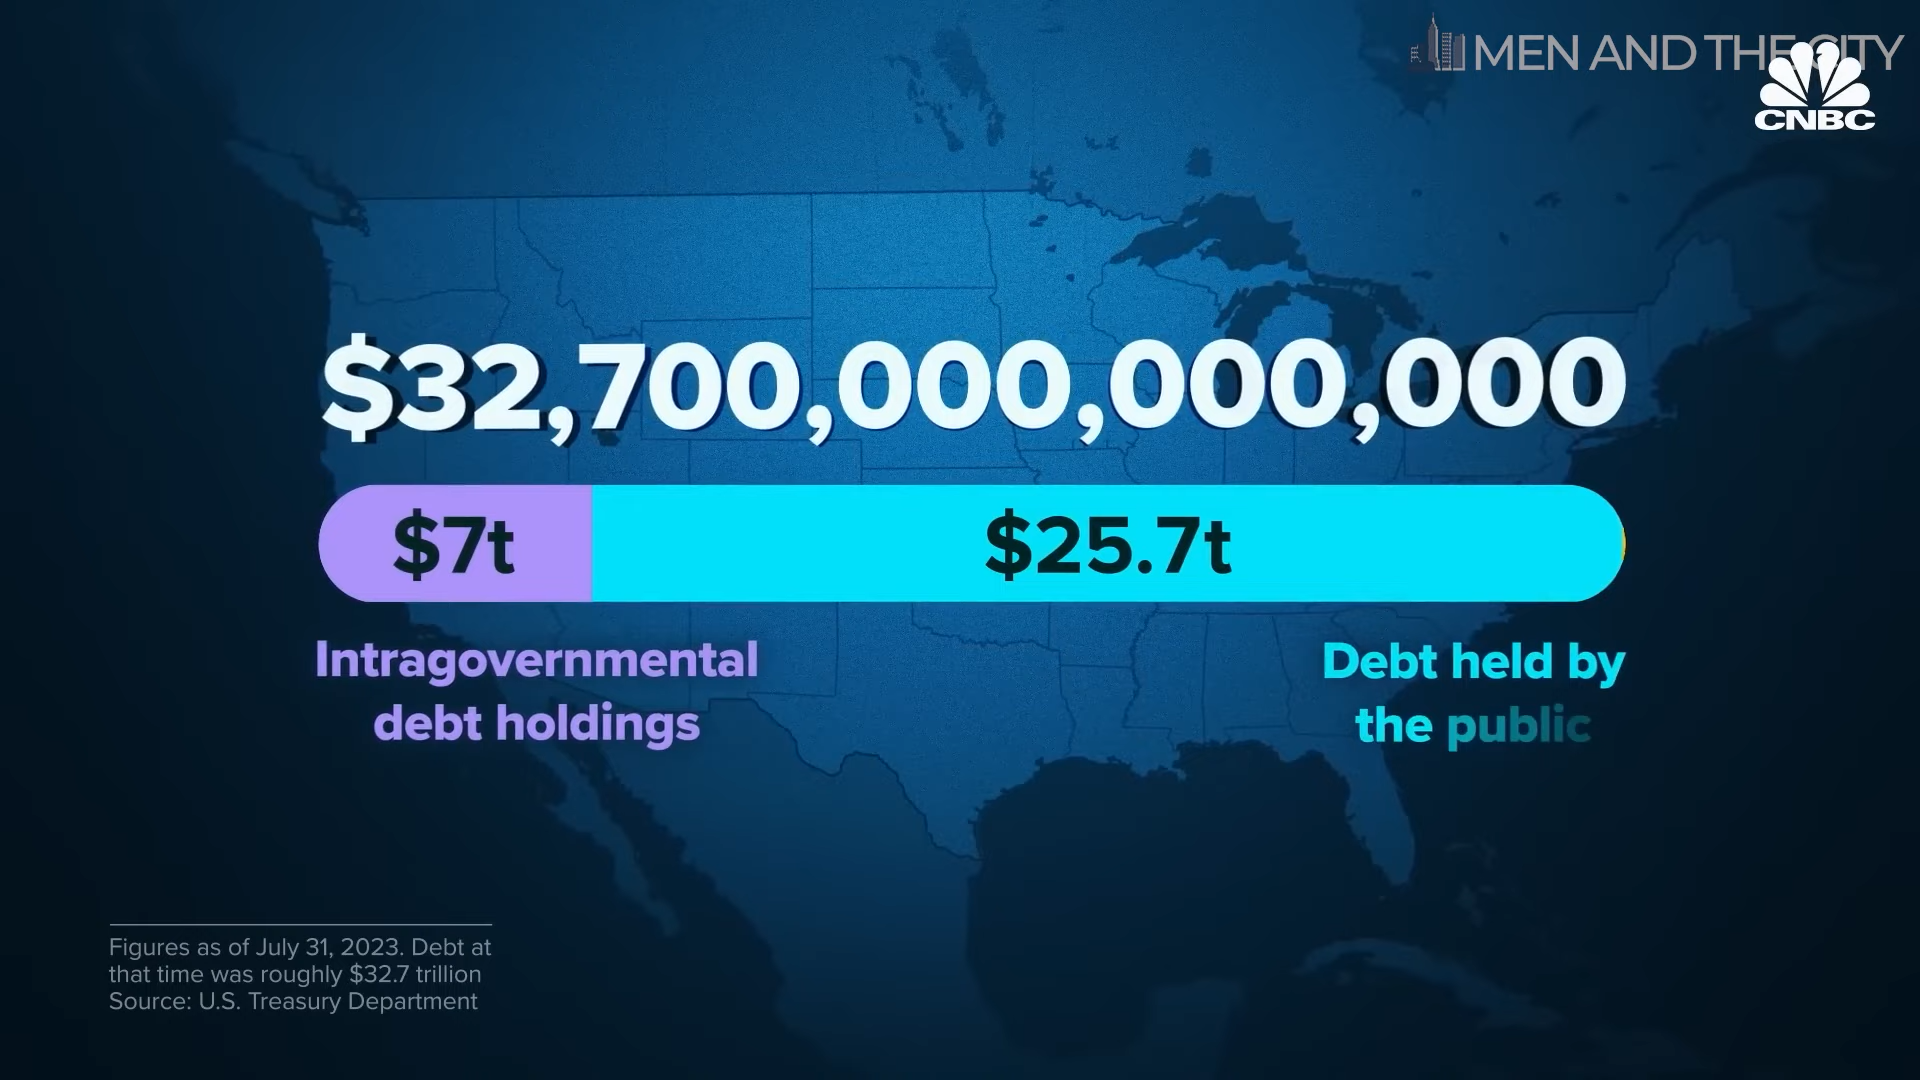 MEN AND THE CITY
CNBC
$32,700,000,000,000
$7t
$25.7t
Intragovernmental
debt holdings
Debt held by
the public
Figures as of July 31, 2023. Debt at
that time was roughly $32.7 trillion
Source: U.S. Treasury Department